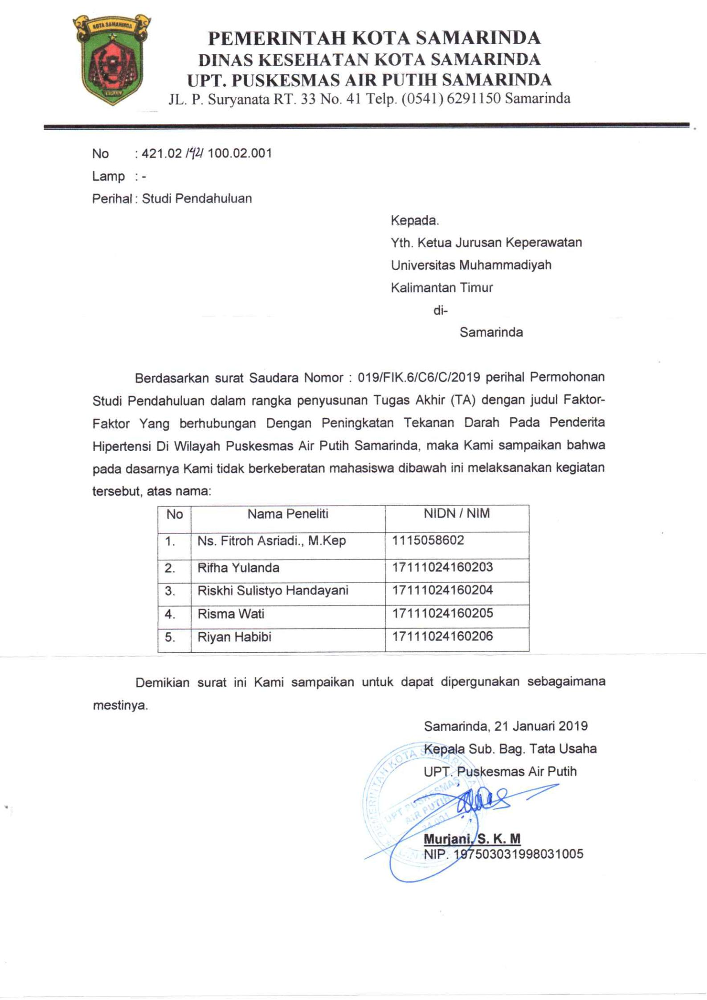 KOTA SAMARINDA
TEPIAN
PEMERINTAH KOTA SAMARINDA
DINAS KESEHATAN KOTA SAMARINDA
UPT. PUSKESMAS AIR PUTIH SAMARINDA
JL. P. Suryanata RT. 33 No. 41 Telp. (0541) 6291150 Samarinda
No : 421.02 /142/ 100.02.001
Lamp : -
Perihal : Studi Pendahuluan
Kepada.
Yth. Ketua Jurusan Keperawatan
Universitas Muhammadiyah
Kalimantan Timur
di-
Samarinda
Berdasarkan surat Saudara Nomor : 019/FIK.6/C6/C/2019 perihal Permohonan
Studi Pendahuluan dalam rangka penyusunan Tugas Akhir (TA) dengan judul Faktor-
Faktor Yang berhubungan Dengan Peningkatan Tekanan Darah Pada Penderita
Hipertensi Di Wilayah Puskesmas Air Putih Samarinda, maka Kami sampaikan bahwa
pada dasarnya Kami tidak berkeberatan mahasiswa dibawah ini melaksanakan kegiatan
tersebut, atas nama:
No Nama Peneliti NIDN / NIM
1. Ns. Fitroh Asriadi., M.Kep 1115058602
2. Rifha Yulanda 17111024160203
3. Riskhi Sulistyo Handayani 17111024160204
4. Risma Wati 17111024160205
5. Riyan Habibi 17111024160206
Demikian surat ini Kami sampaikan untuk dapat dipergunakan sebagaimana
mestinya.
Samarinda, 21 Januari 2019
Kepala Sub. Bag. Tata Usaha
UPT. Puskesmas Air Putih
PEMERINTAH KOTA SAMARINDA
UPT PUSKESMAS
AIR PUTIH
24.001
Murjani, S. K. M
NIP. 197503031998031005